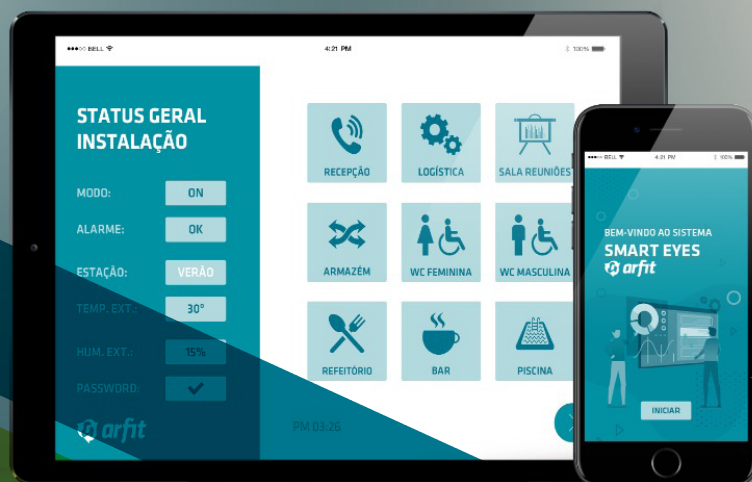 BELL
4:21 PM
100%
STATUS GERAL
INSTALAÇÃO
MODO: ON
ALARME: OK
ESTAÇÃO: VERÃO
TEMP. EXT.: 30°
HUM. EXT.: 15%
PASSWORD:
arfit
RECEPÇÃO
LOGÍSTICA
SALA REUNIÕES
ARMAZÉM
WC FEMININA
WC MASCULINA
REFEITÓRIO
BAR
PISCINA
PM 03:26
BELL
4:21 PM
100%
BEM-VINDO AO SISTEMA
SMART EYES
arfit
INICIAR